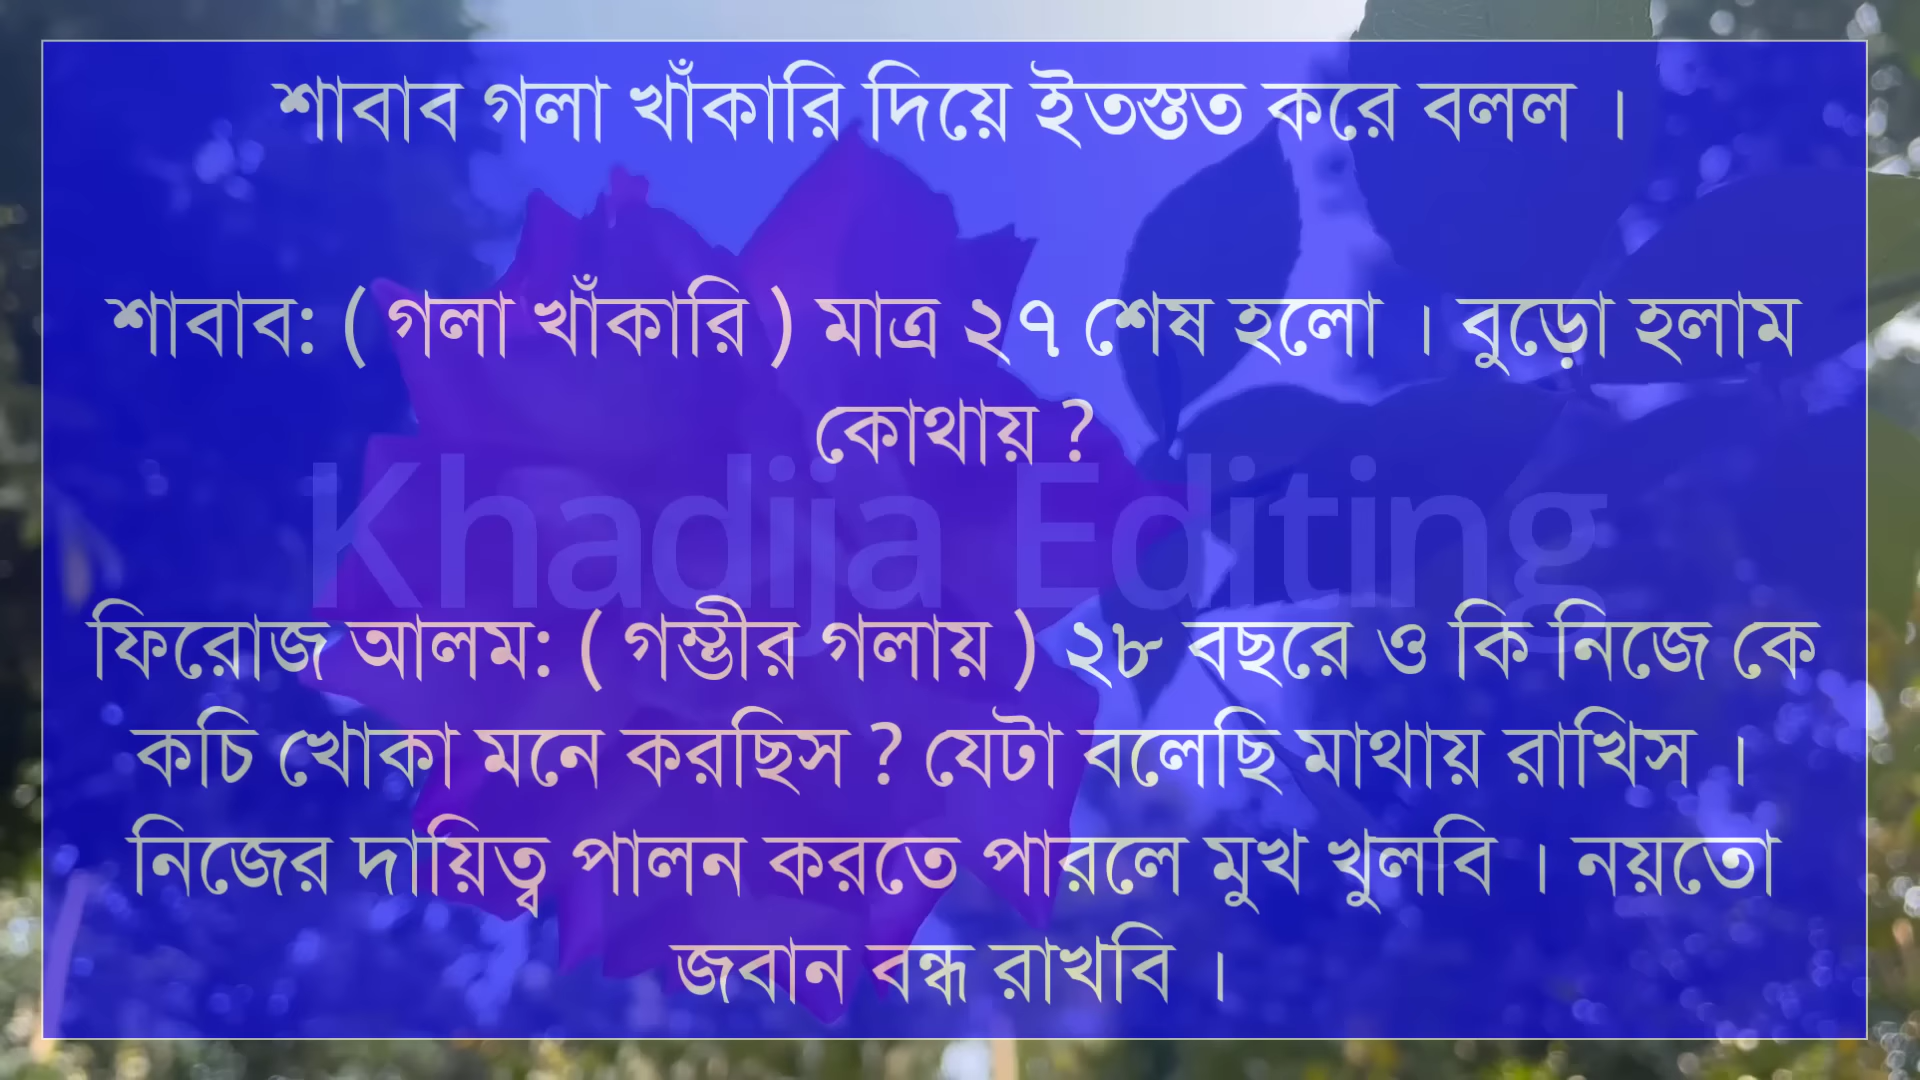 শাবাব গলা খাঁকারি দিয়ে ইতস্তত করে বলল ।
শাবাব: ( গলা খাঁকারি ) মাত্র ২৭ শেষ হলো । বুড়ো হলাম
কোথায় ?
Khadija Editing
ফিরোজ আলম: ( গম্ভীর গলায় ) ২৮ বছরে ও কি নিজে কে
কচি খোকা মনে করছিস ? যেটা বলেছি মাথায় রাখিস ।
নিজের দায়িত্ব পালন করতে পারলে মুখ খুলবি । নয়তো
জবান বন্ধ রাখবি ।